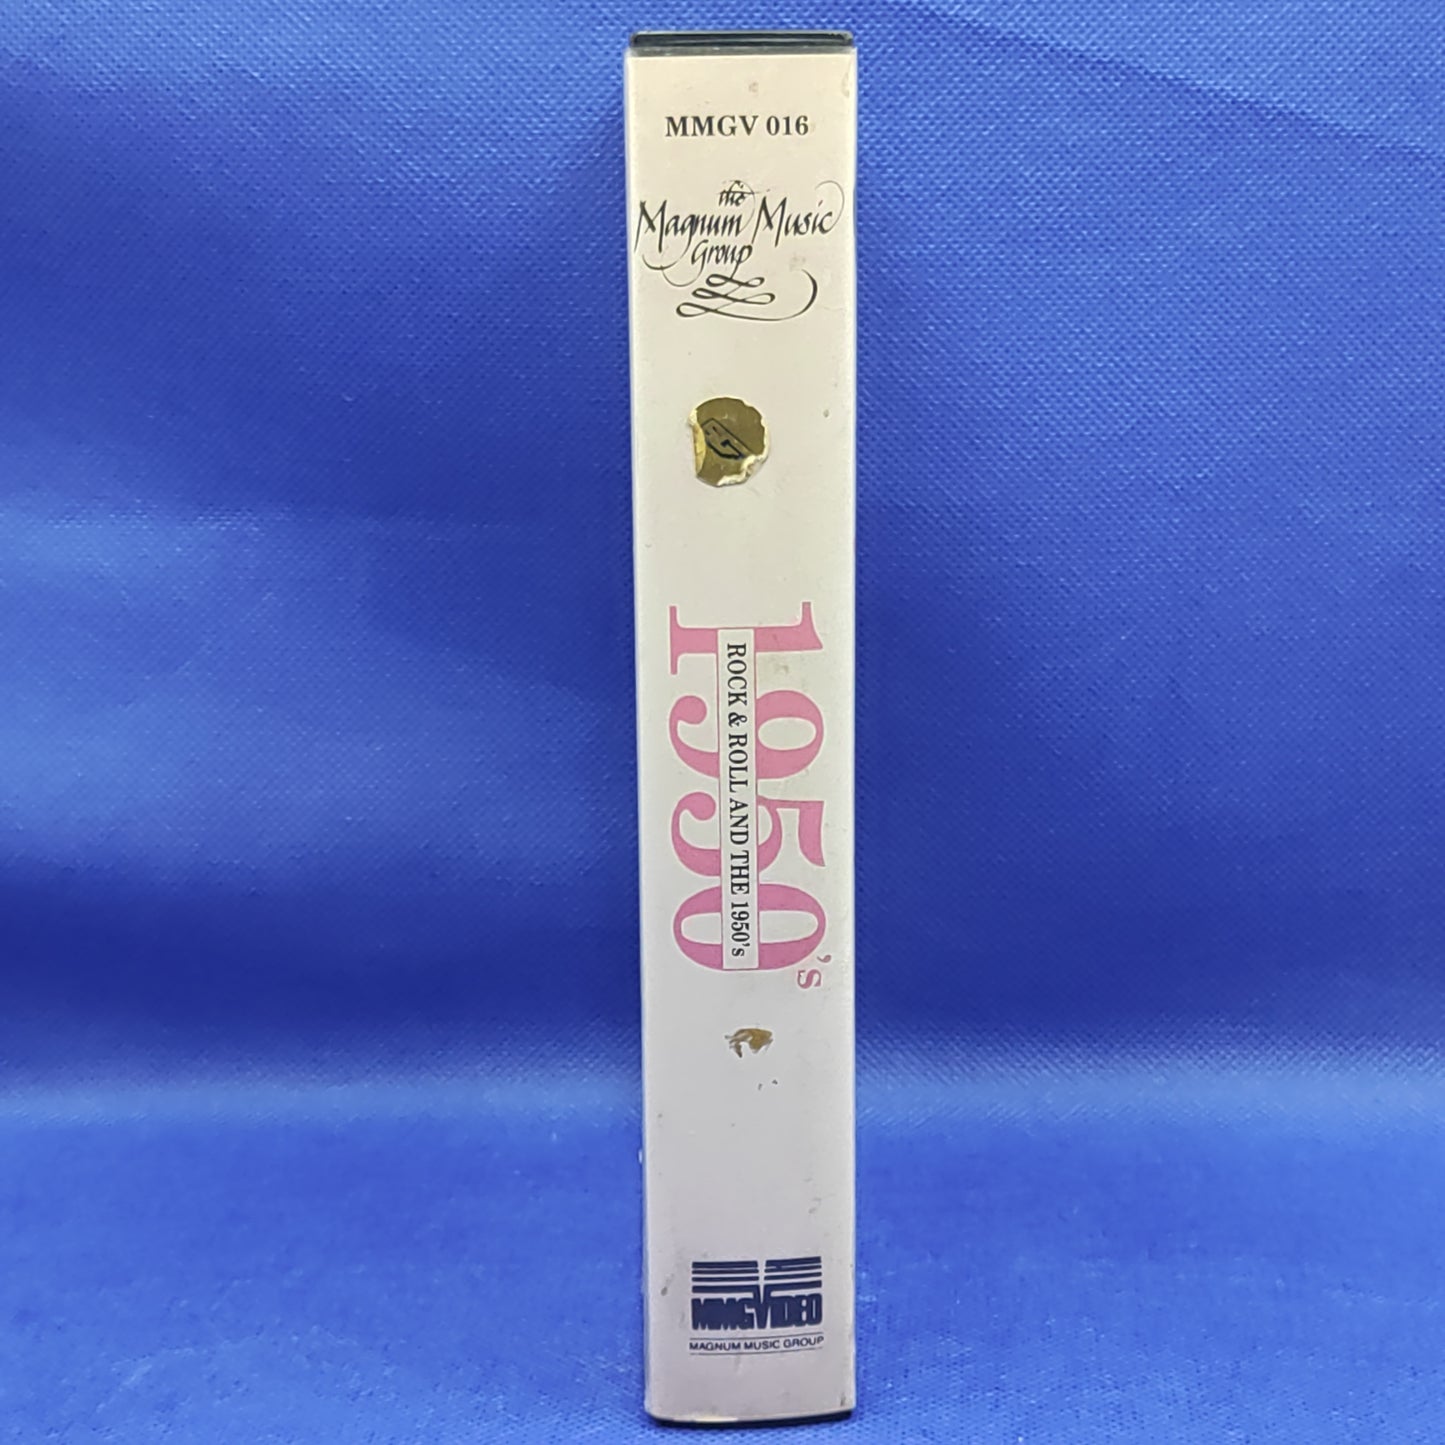 MMGV 016
the
Magnum Music
Group
1950's
ROCK & ROLL AND THE 1950's
MMGVIDEO
MAGNUM MUSIC GROUP